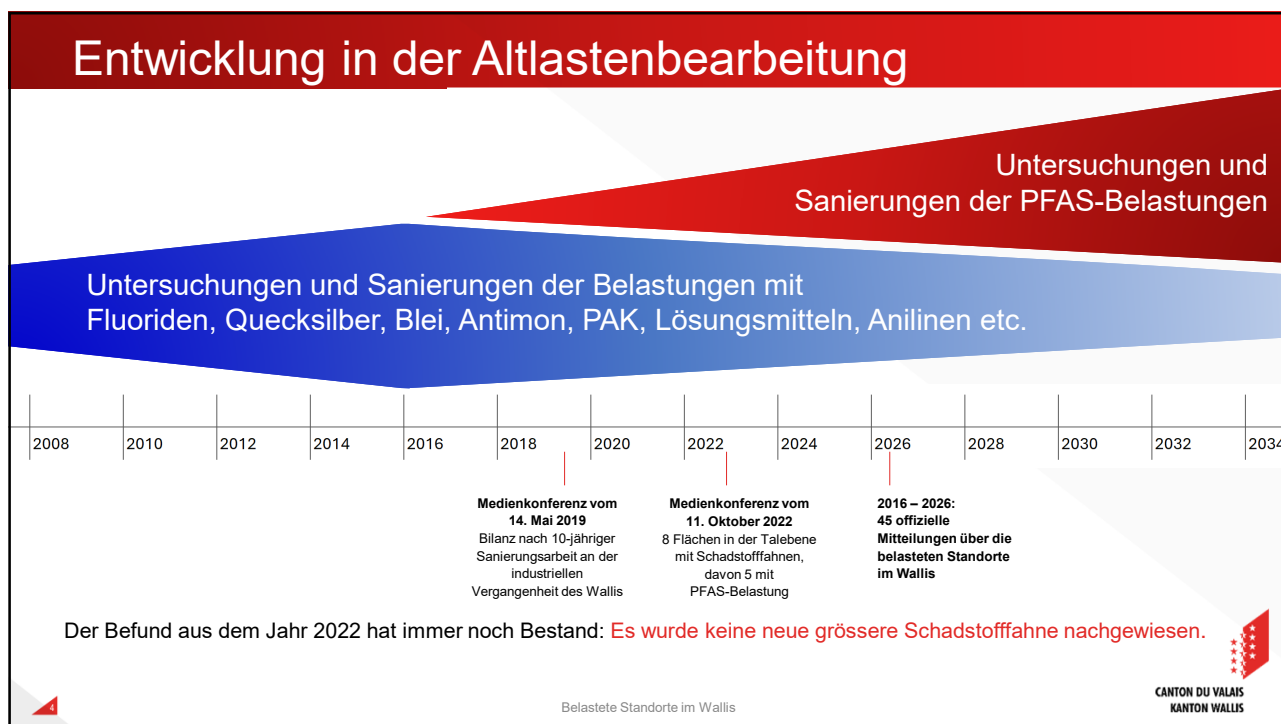 Entwicklung in der Altlastenbearbeitung
Untersuchungen und
Sanierungen der PFAS-Belastungen
Untersuchungen und Sanierungen der Belastungen mit
Fluoriden, Quecksilber, Blei, Antimon, PAK, Lösungsmitteln, Anilinen etc.
2008 2010 2012 2014 2016 2018 2020 2022 2024 2026 2028 2030 2032 2034
Medienkonferenz vom
14. Mai 2019
Bilanz nach 10-jähriger
Sanierungsarbeit an der
industriellen
Vergangenheit des Wallis
Medienkonferenz vom
11. Oktober 2022
8 Flächen in der Talebene
mit Schadstofffahnen,
davon 5 mit
PFAS-Belastung
2016 – 2026:
45 offizielle
Mitteilungen über die
belasteten Standorte
im Wallis
Der Befund aus dem Jahr 2022 hat immer noch Bestand: Es wurde keine neue grössere Schadstofffahne nachgewiesen.
4
Belastete Standorte im Wallis
CANTON DU VALAIS
KANTON WALLIS